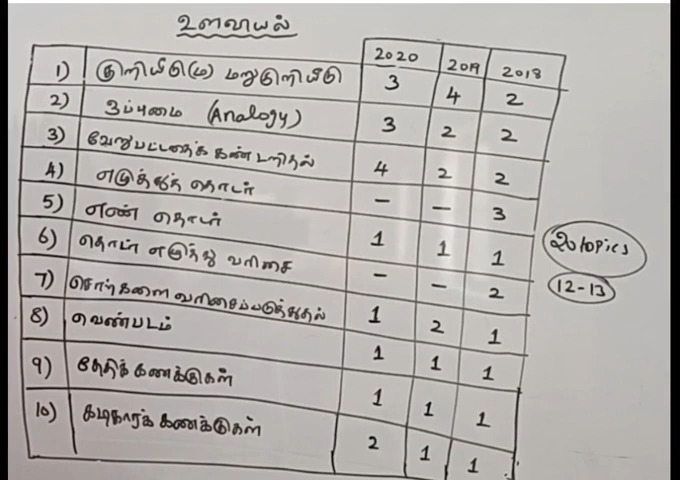 உளவியல்
2020 2019 2018
1) குறியீடு(ம) மறுகுறியீடு 3 4 2
2) ஒப்புமை (Analogy) 3 2 2
3) வேறுபட்டதைக் கண்டறிதல் 4 2 2
4) எழுத்துத் தொடர் – – 3
5) எண் தொடர் 1 1 1
6) தொடர் எழுத்து வரிசை – – 2
7) சொற்களை வரிசைப்படுத்துதல் 1 2 1
8) வெண்படம் 1 1 1
9) தேதிக் கணக்குகள் 1 1 1
10) கடிகாரக் கணக்குகள் 2 1 1
20 topics
12-13